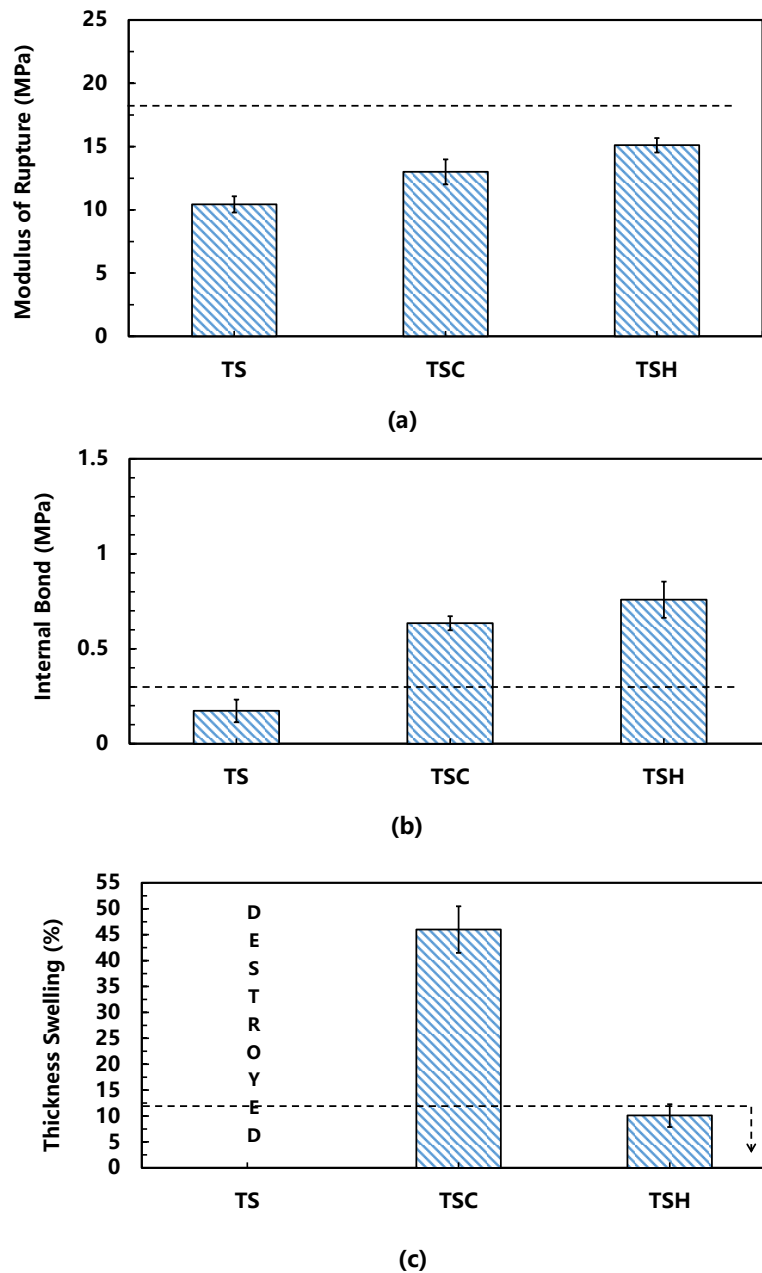 Modulus of Rupture (MPa)
25
20
15
10
5
0
TS TSC TSH
(a)
Internal Bond (MPa)
1.5
1
0.5
0
TS TSC TSH
(b)
Thickness Swelling (%)
55
50
45
40
35
30
25
20
15
10
5
0
D
E
S
T
R
O
Y
E
D
TS TSC TSH
(c)